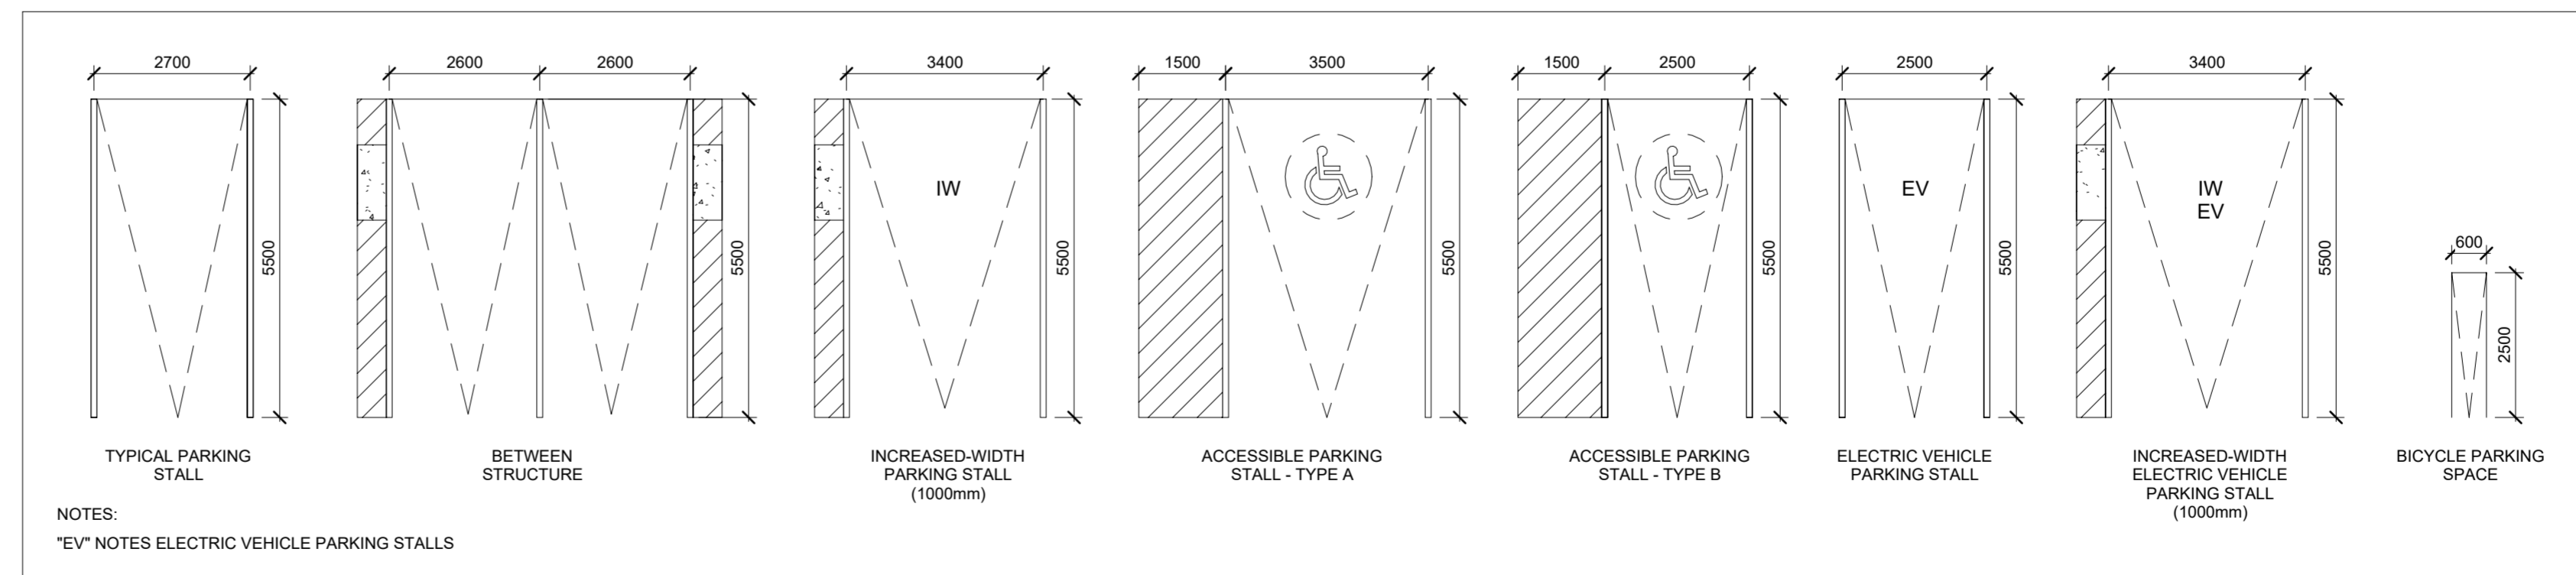 2700
5500
TYPICAL PARKING
STALL
2600
2600
5500
BETWEEN
STRUCTURE
3400
IW
5500
INCREASED-WIDTH
PARKING STALL
(1000mm)
1500
3500
5500
ACCESSIBLE PARKING
STALL - TYPE A
1500
2500
5500
ACCESSIBLE PARKING
STALL - TYPE B
2500
EV
5500
ELECTRIC VEHICLE
PARKING STALL
3400
IW
EV
5500
INCREASED-WIDTH
ELECTRIC VEHICLE
PARKING STALL
(1000mm)
600
2500
BICYCLE PARKING
SPACE
NOTES:
"EV" NOTES ELECTRIC VEHICLE PARKING STALLS